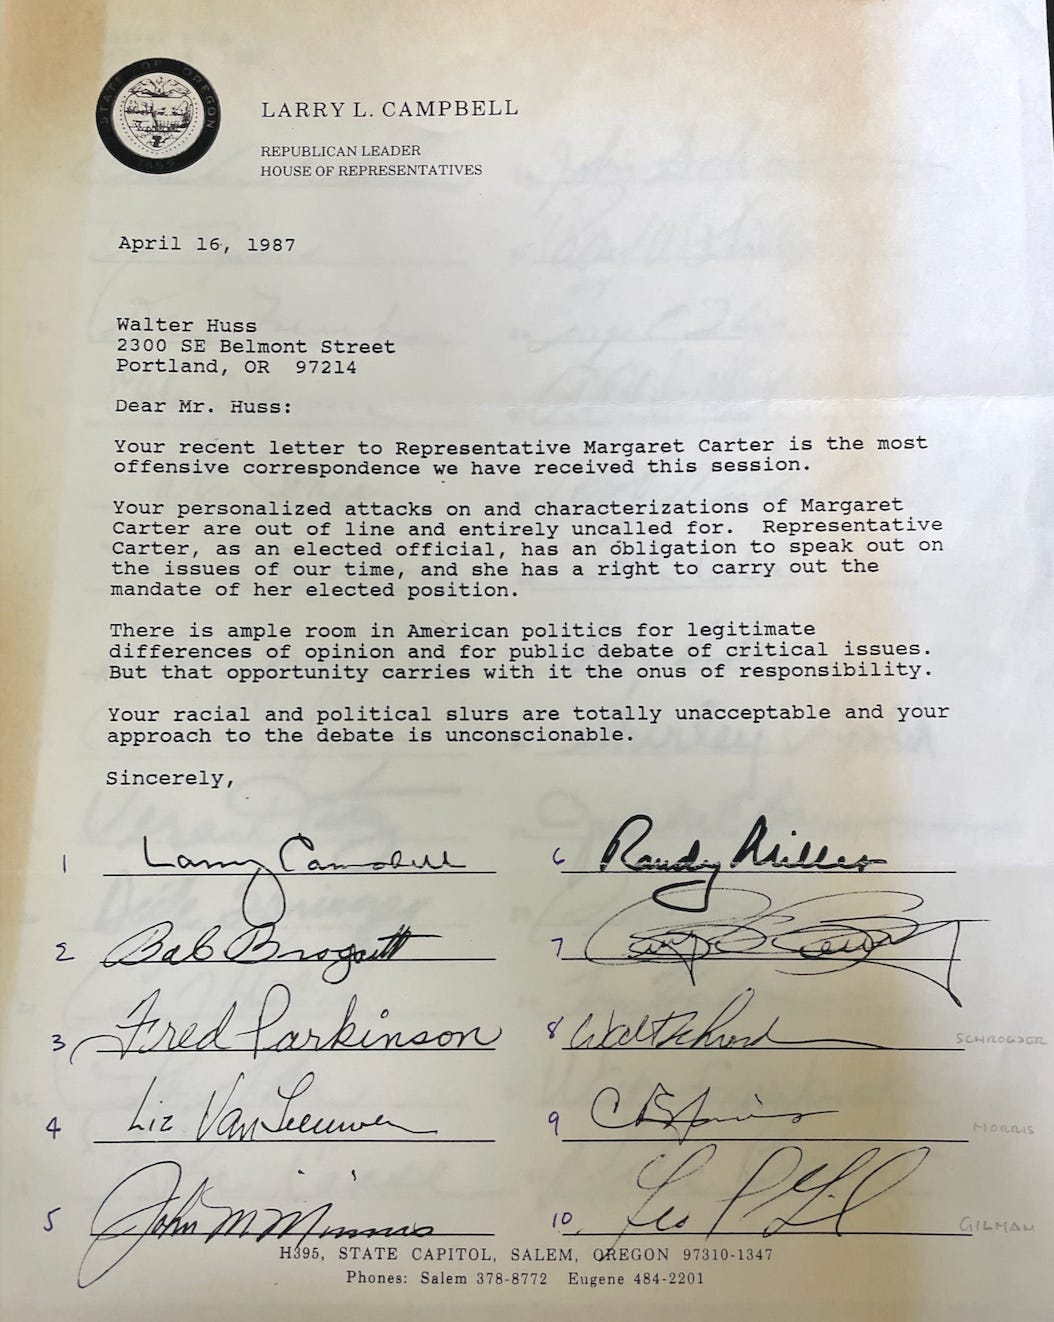 STATE OF OREGON
1859
LARRY L. CAMPBELL
REPUBLICAN LEADER
HOUSE OF REPRESENTATIVES
April 16, 1987
Walter Huss
2300 SE Belmont Street
Portland, OR 97214
Dear Mr. Huss:
Your recent letter to Representative Margaret Carter is the most
offensive correspondence we have received this session.
Your personalized attacks on and characterizations of Margaret
Carter are out of line and entirely uncalled for. Representative
Carter, as an elected official, has an obligation to speak out on
the issues of our time, and she has a right to carry out the
mandate of her elected position.
There is ample room in American politics for legitimate
differences of opinion and for public debate of critical issues.
But that opportunity carries with it the onus of responsibility.
Your racial and political slurs are totally unacceptable and your
approach to the debate is unconscionable.
Sincerely,
1 Larry Campbell
6 Randy Miller
2 Bob Brogoitti
7
3 Fred Parkinson
8 Walt Schroeder SCHROEDER
4 Liz VanLeeuwen
9 MORRIS
5 John M Minnis
10 GILMAN
H395, STATE CAPITOL, SALEM, OREGON 97310-1347
Phones: Salem 378-8772 Eugene 484-2201